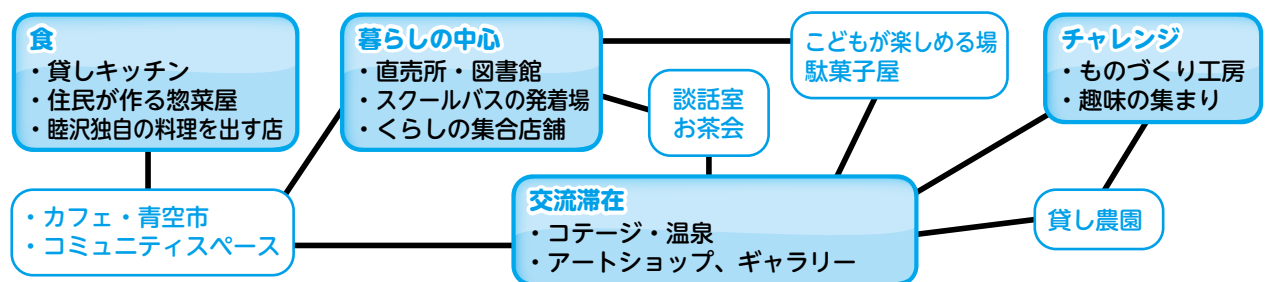 食
・貸しキッチン
・住民が作る惣菜屋
・睦沢独自の料理を出す店
暮らしの中心
・直売所・図書館
・スクールバスの発着場
・くらしの集合店舗
こどもが楽しめる場
駄菓子屋
チャレンジ
・ものづくり工房
・趣味の集まり
談話室
お茶会
・カフェ・青空市
・コミュニティスペース
交流滞在
・コテージ・温泉
・アートショップ、ギャラリー
貸し農園